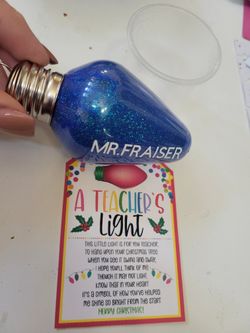 MR.FRAISER
A TEACHER'S
light
THIS LITTLE LIGHT IS FOR YOU TEACHER
TO HANG UPON YOUR CHRISTMAS TREE
WHEN YOU SEE IT SWING AND SWAY
I HOPE YOU'LL THINK OF ME
THOUGH IT MAY NOT LIGHT
KNOW THAT IN YOUR HEART
IT'S A SYMBOL OF HOW YOU'VE HELPED
ME SHINE SO BRIGHT FROM THE START
MERRY CHRISTMAS!